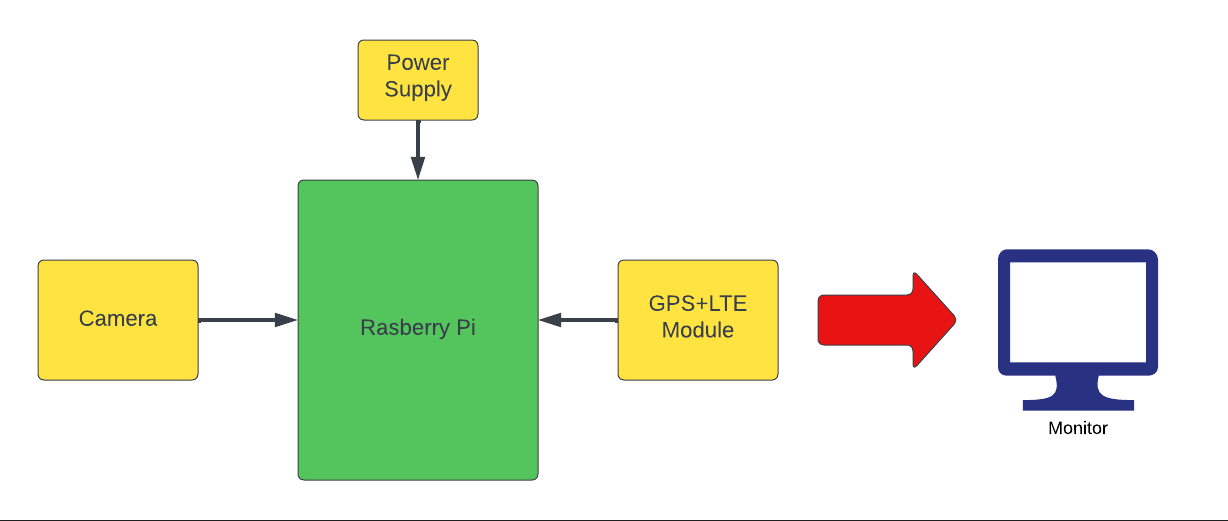 Power
Supply
Camera
Rasberry Pi
GPS+LTE
Module
Monitor